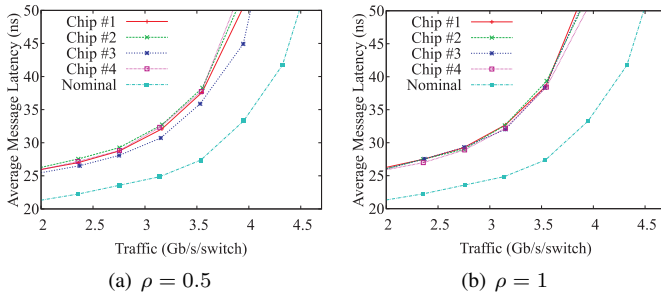 Average Message Latency (ns)
50
45
40
35
30
25
20
Chip #1
Chip #2
Chip #3
Chip #4
Nominal
2 2.5 3 3.5 4 4.5
Traffic (Gb/s/switch)
(a) ρ = 0.5
Average Message Latency (ns)
50
45
40
35
30
25
20
Chip #1
Chip #2
Chip #3
Chip #4
Nominal
2 2.5 3 3.5 4 4.5
Traffic (Gb/s/switch)
(b) ρ = 1